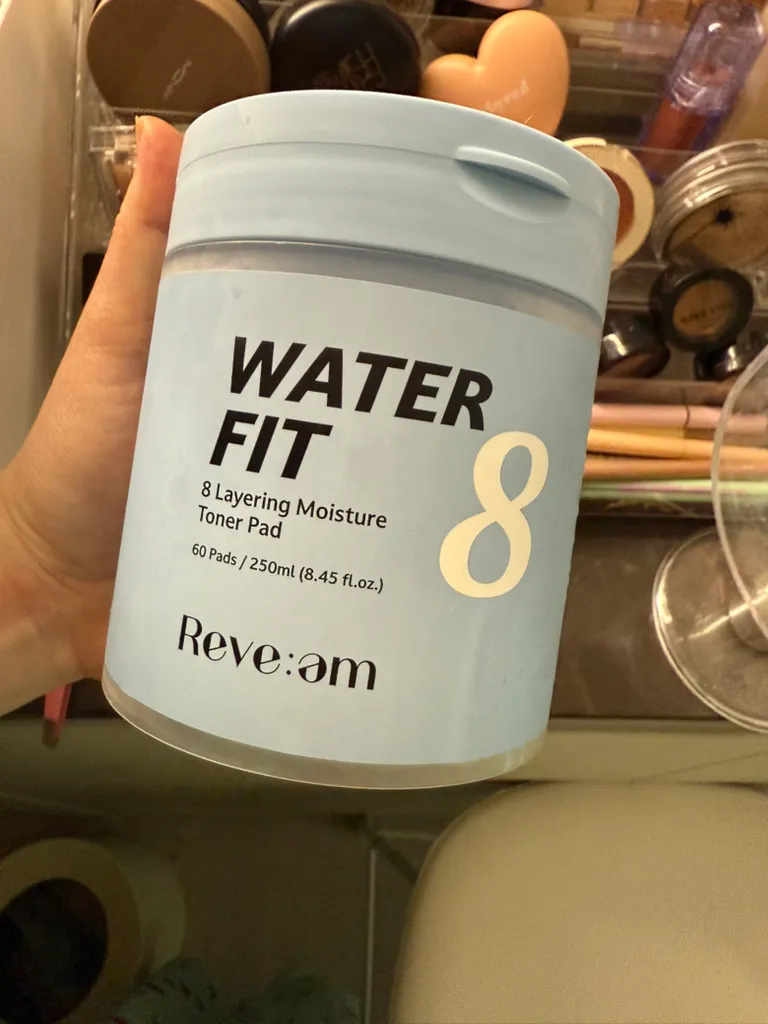 WATER
FIT
8
8 Layering Moisture
Toner Pad
60 Pads / 250ml (8.45 fl.oz.)
Reve:əm